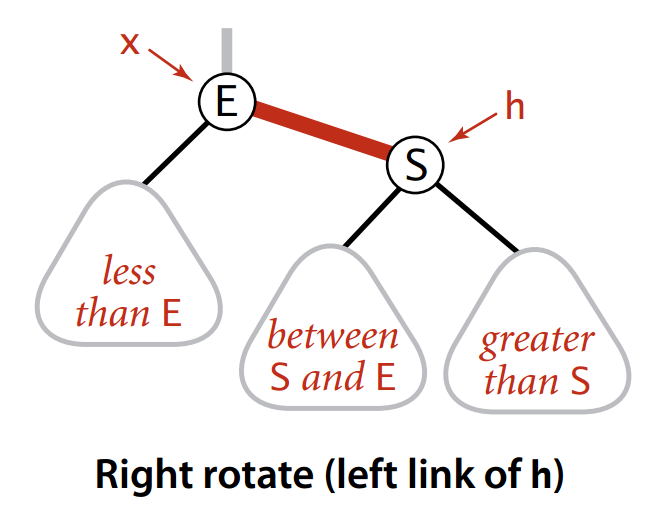 x
E
h
S
less
than E
between
S and E
greater
than S
Right rotate (left link of h)